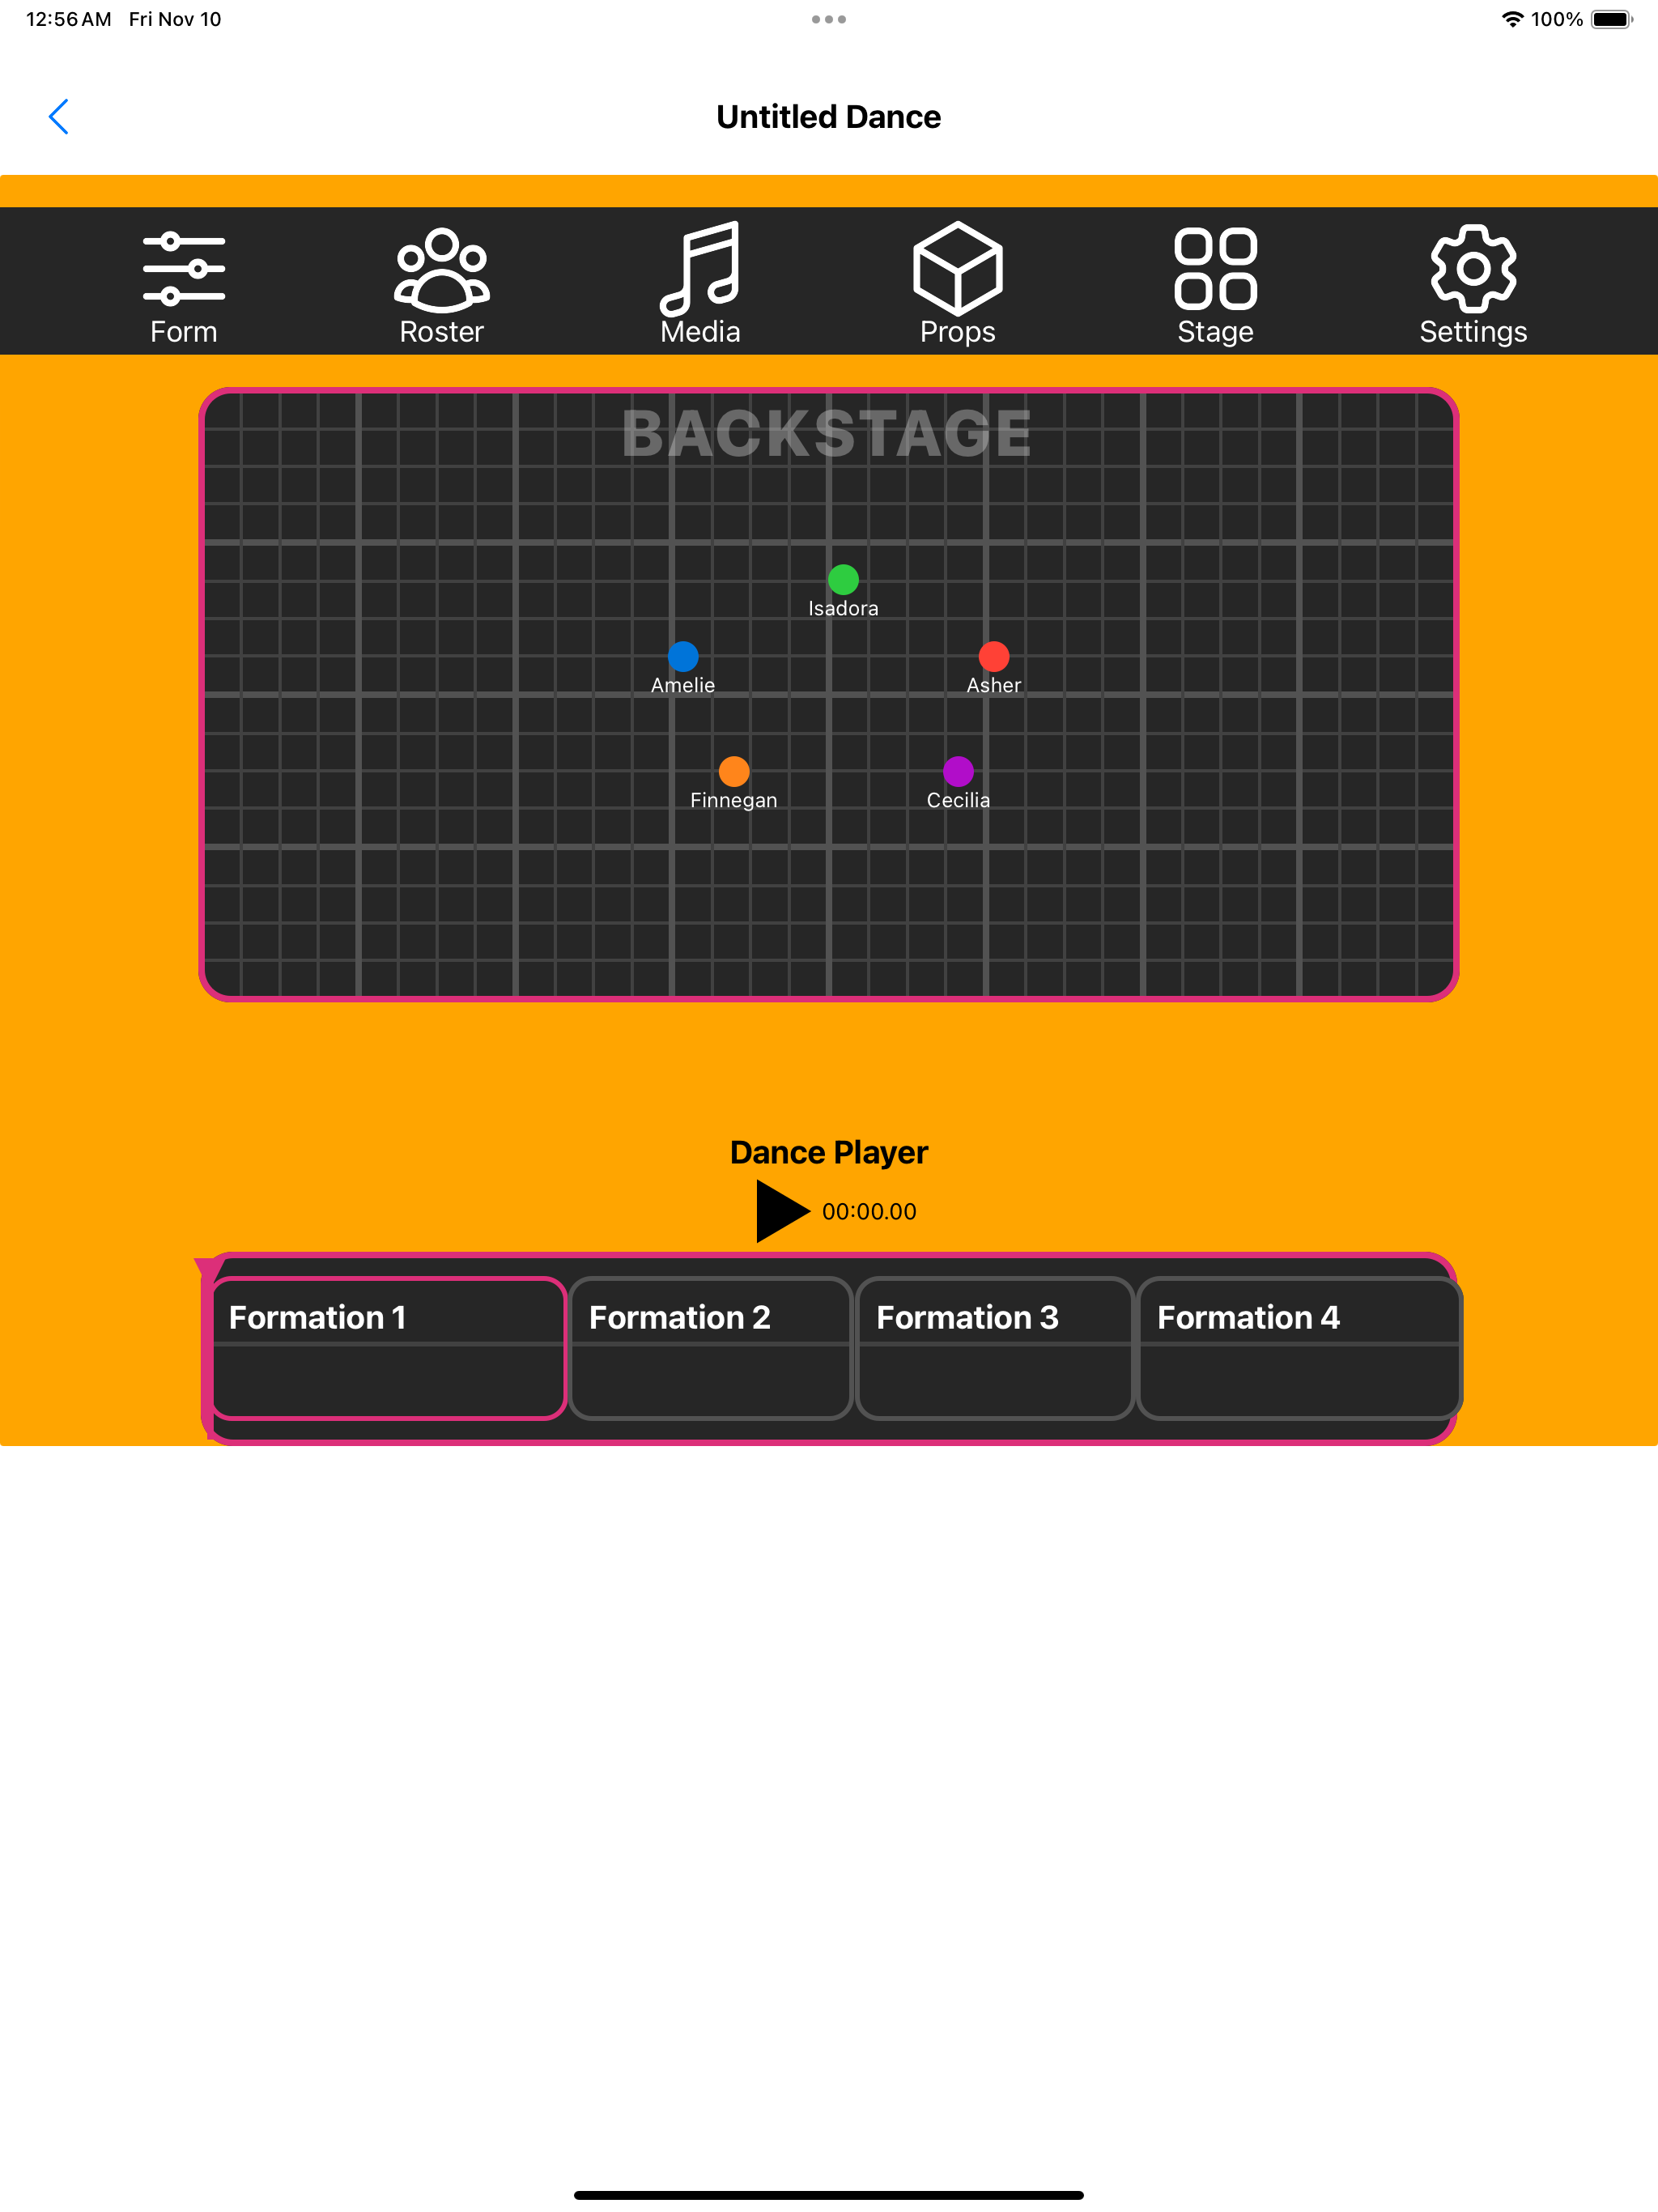 12:56 AM Fri Nov 10
100%
Untitled Dance
Form Roster Media Props Stage Settings
BACKSTAGE
Isadora
Amelie Asher
Finnegan Cecilia
Dance Player
00:00.00
Formation 1 Formation 2 Formation 3 Formation 4